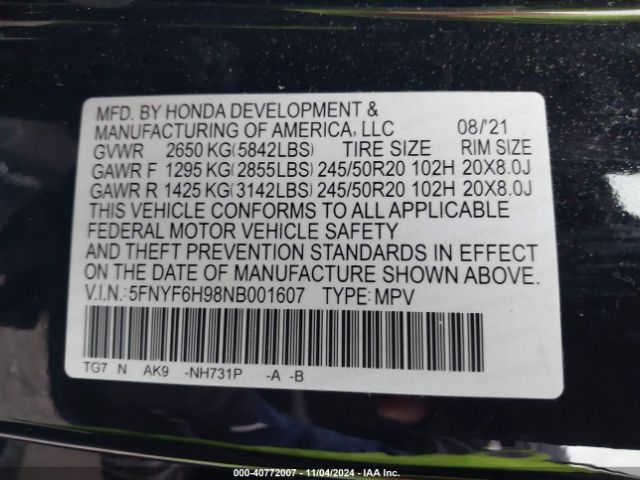 MFD. BY HONDA DEVELOPMENT &
MANUFACTURING OF AMERICA, LLC 08/'21
GVWR 2650 KG(5842LBS) TIRE SIZE RIM SIZE
GAWR F 1295 KG(2855LBS) 245/50R20 102H 20X8.0J
GAWR R 1425 KG(3142LBS) 245/50R20 102H 20X8.0J
THIS VEHICLE CONFORMS TO ALL APPLICABLE
FEDERAL MOTOR VEHICLE SAFETY
AND THEFT PREVENTION STANDARDS IN EFFECT
ON THE DATE OF MANUFACTURE SHOWN ABOVE.
V.I.N.:5FNYF6H98NB001607 TYPE:MPV
TG7 N AK9 -NH731P -A -B
000-40772007 - 11/04/2024 - IAA Inc.